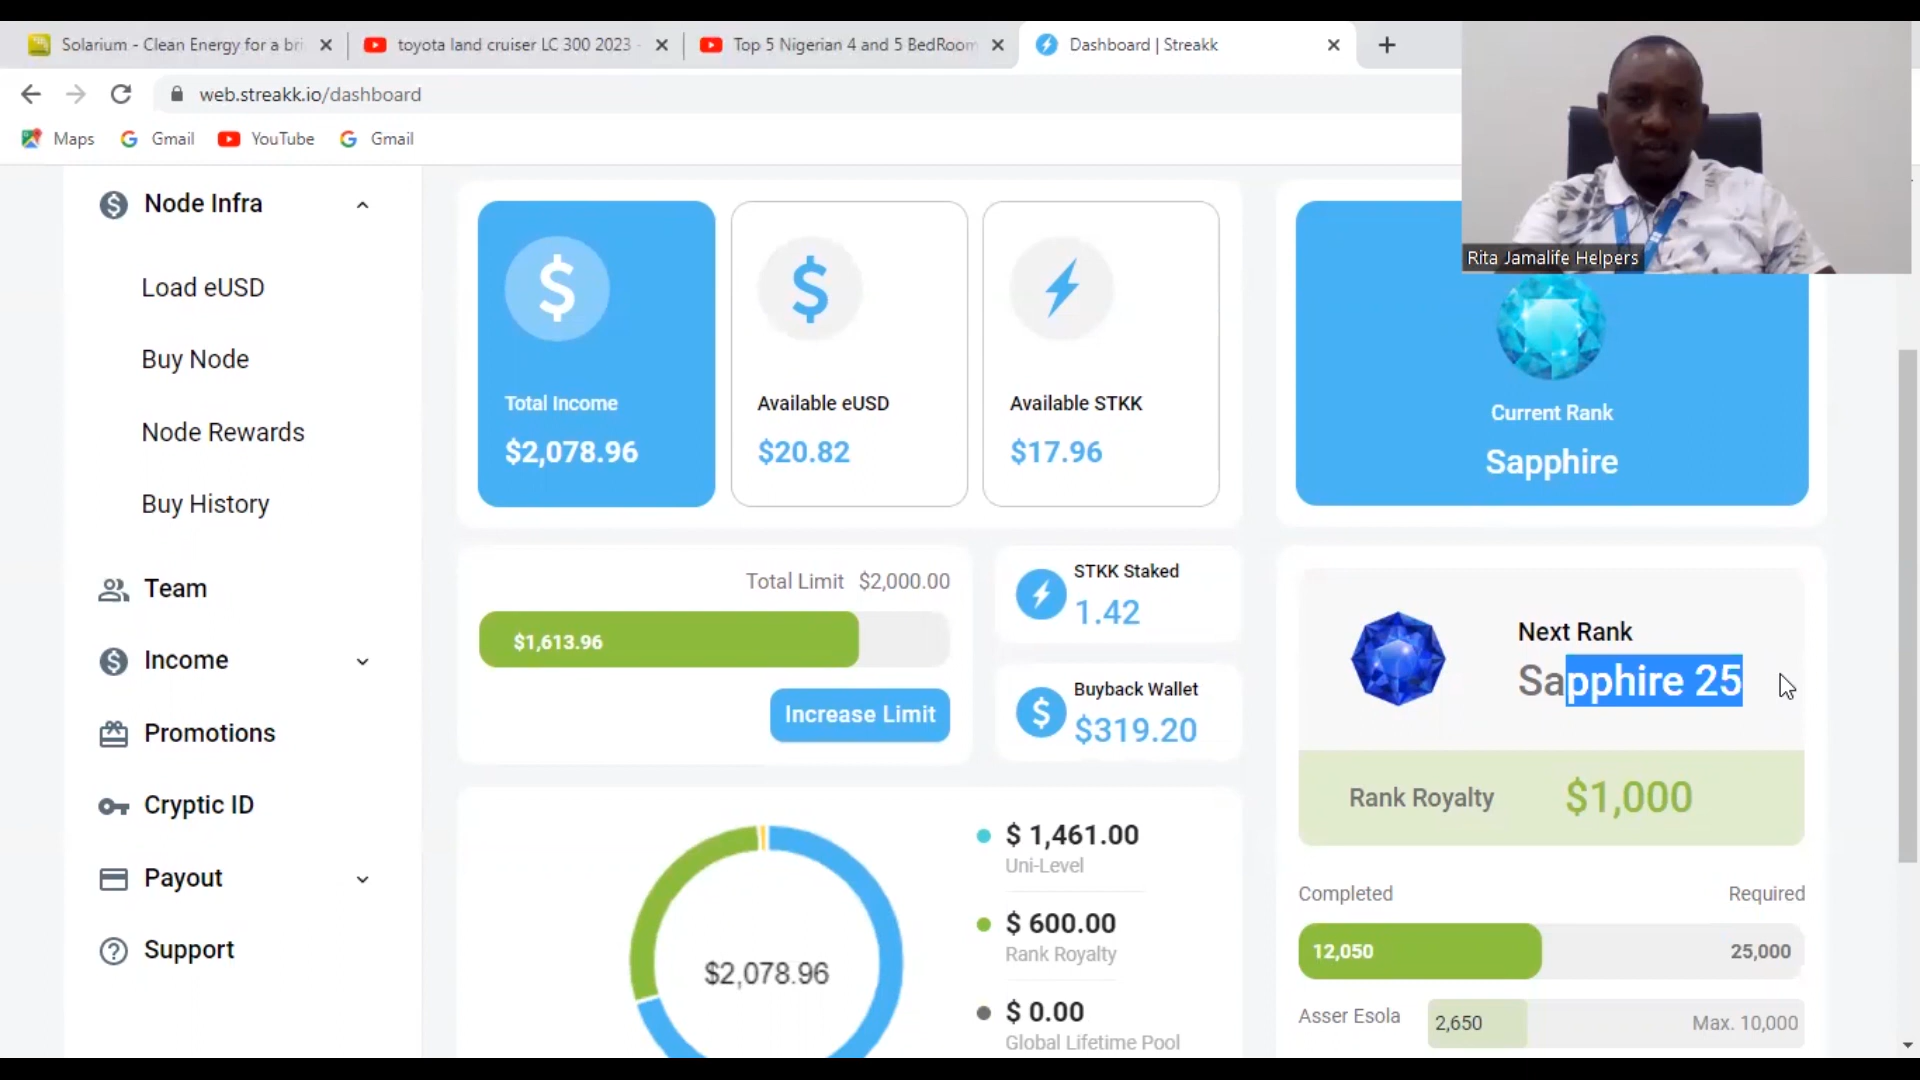 Solarium - Clean Energy for a bri
toyota land cruiser LC 300 2023
Top 5 Nigerian 4 and 5 BedRoom
Dashboard | Streakk
web.streakk.io/dashboard
Maps
Gmail
YouTube
Gmail
Rita Jamalife Helpers
Node Infra
Load eUSD
Buy Node
Node Rewards
Buy History
Team
Income
Promotions
Cryptic ID
Payout
Support
Total Income
$2,078.96
Available eUSD
$20.82
Available STKK
$17.96
Current Rank
Sapphire
Total Limit $2,000.00
$1,613.96
Increase Limit
STKK Staked
1.42
Buyback Wallet
$319.20
Next Rank
Sapphire 25
Rank Royalty $1,000
Completed Required
12,050 25,000
Asser Esola 2,650 Max. 10,000
$2,078.96
$ 1,461.00
Uni-Level
$ 600.00
Rank Royalty
$ 0.00
Global Lifetime Pool